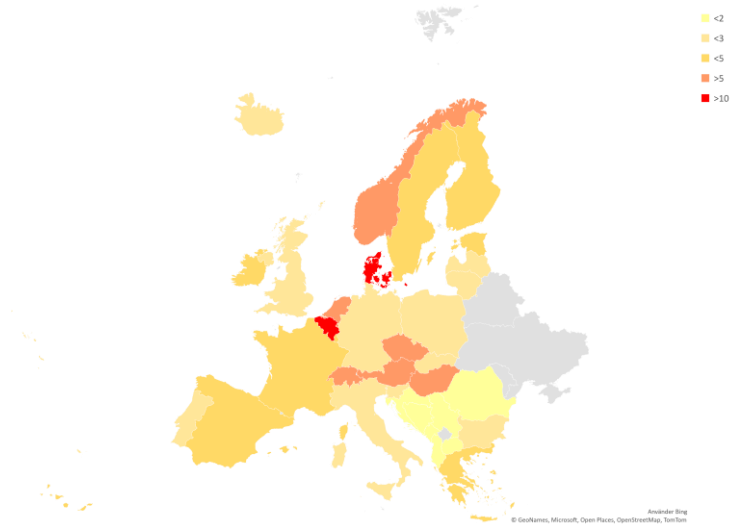 <2
<3
<5
>5
>10
Använder Bing
© GeoNames, Microsoft, Open Places, OpenStreetMap, TomTom